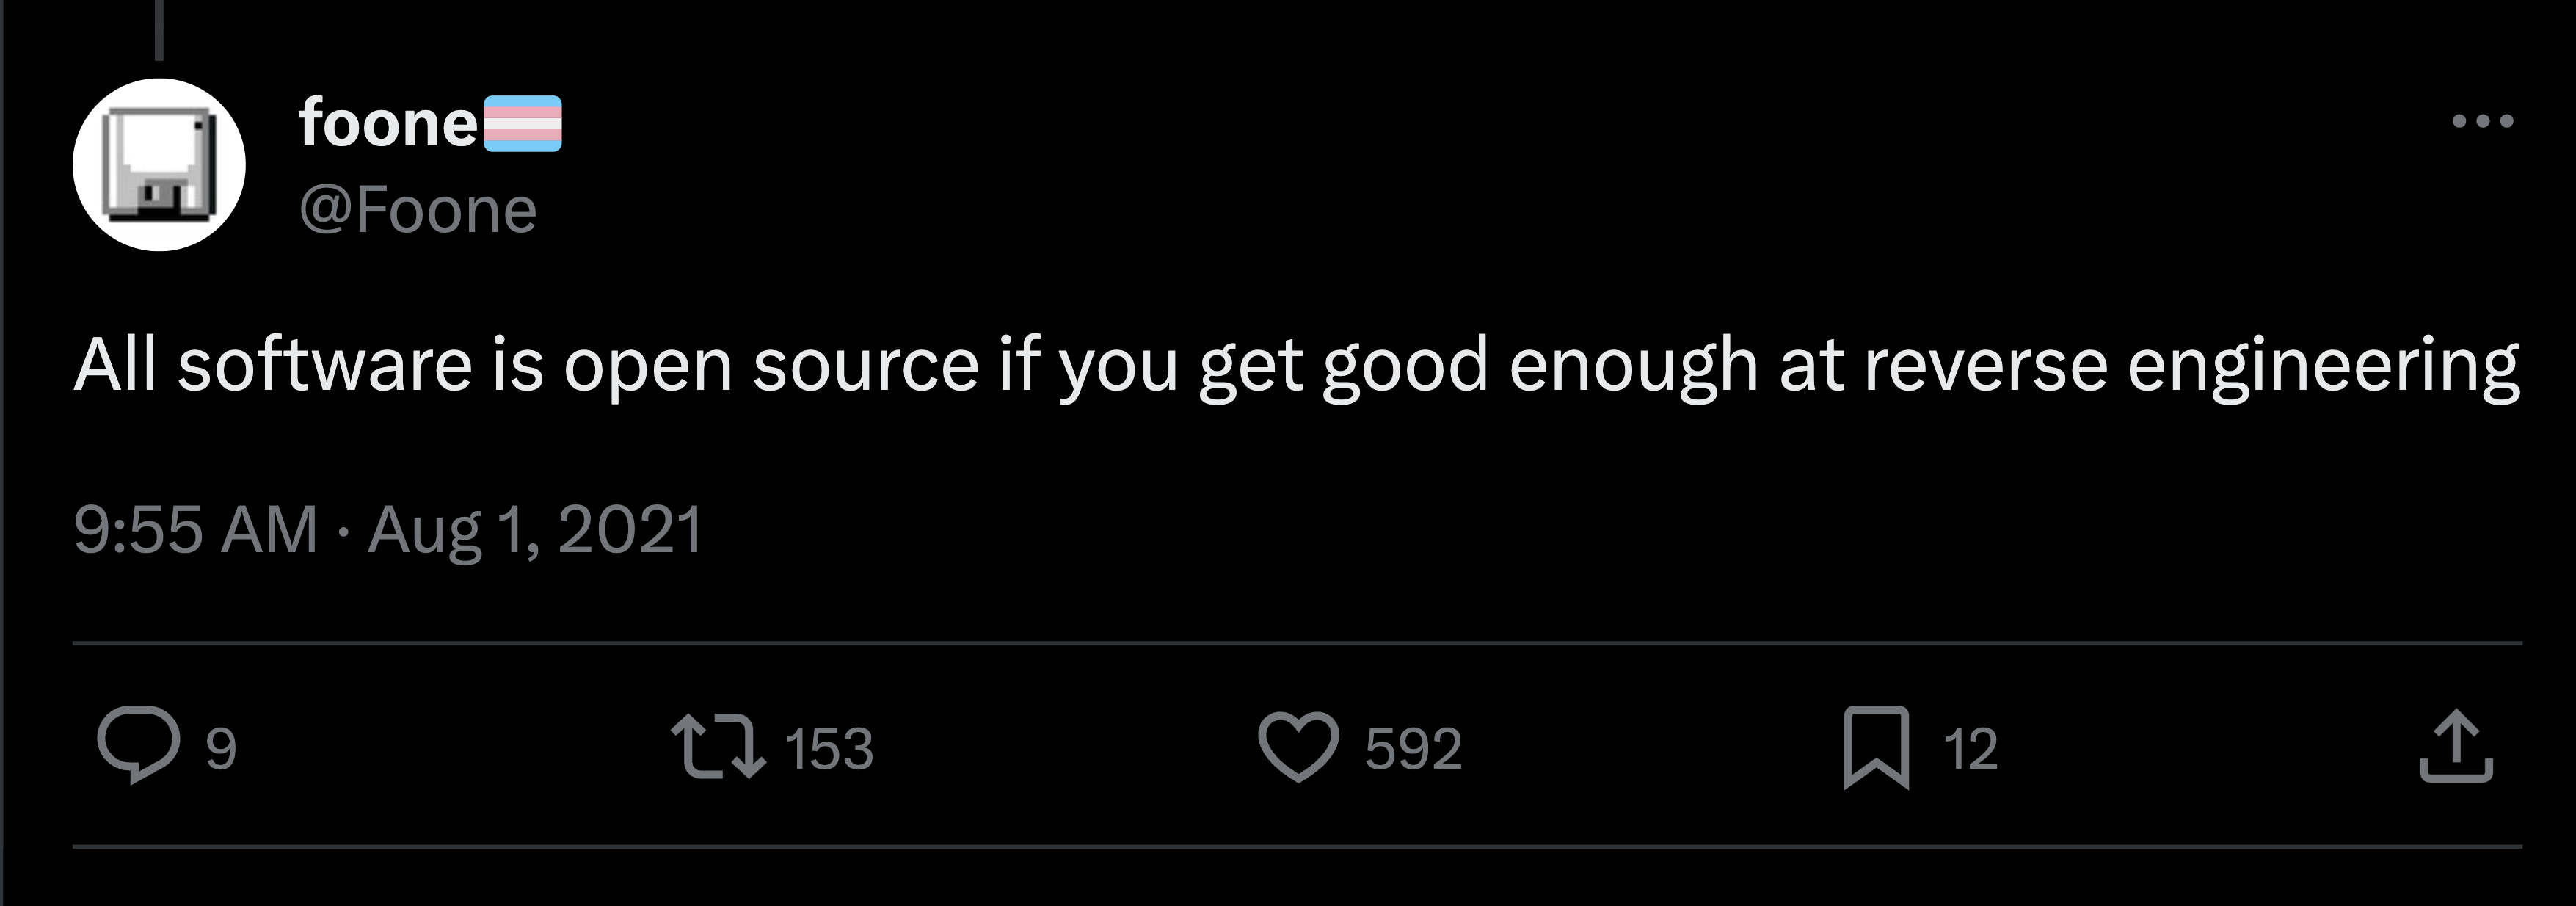 foone🏳️‍⚧️
@Foone
All software is open source if you get good enough at reverse engineering
9:55 AM · Aug 1, 2021
9 153 592 12